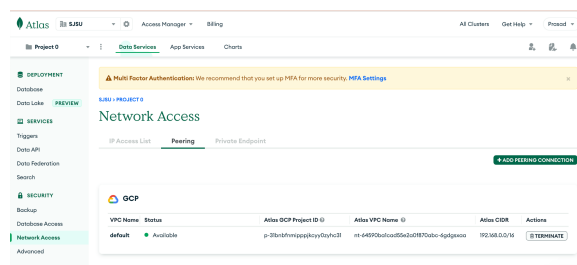 Atlas
SJSU
Access Manager
Billing
All Clusters
Get Help
Prasad
Project 0
Data Services
App Services
Charts
DEPLOYMENT
Database
Data Lake PREVIEW
SERVICES
Triggers
Data API
Data Federation
Search
SECURITY
Backup
Database Access
Network Access
Advanced
Multi Factor Authentication: We recommend that you set up MFA for more security. MFA Settings
SJSU > PROJECT 0
Network Access
IP Access List
Peering
Private Endpoint
+ ADD PEERING CONNECTION
GCP
VPC Name Status Atlas GCP Project ID Atlas VPC Name Atlas CIDR Actions
default Available 192.168.0.0/16 TERMINATE